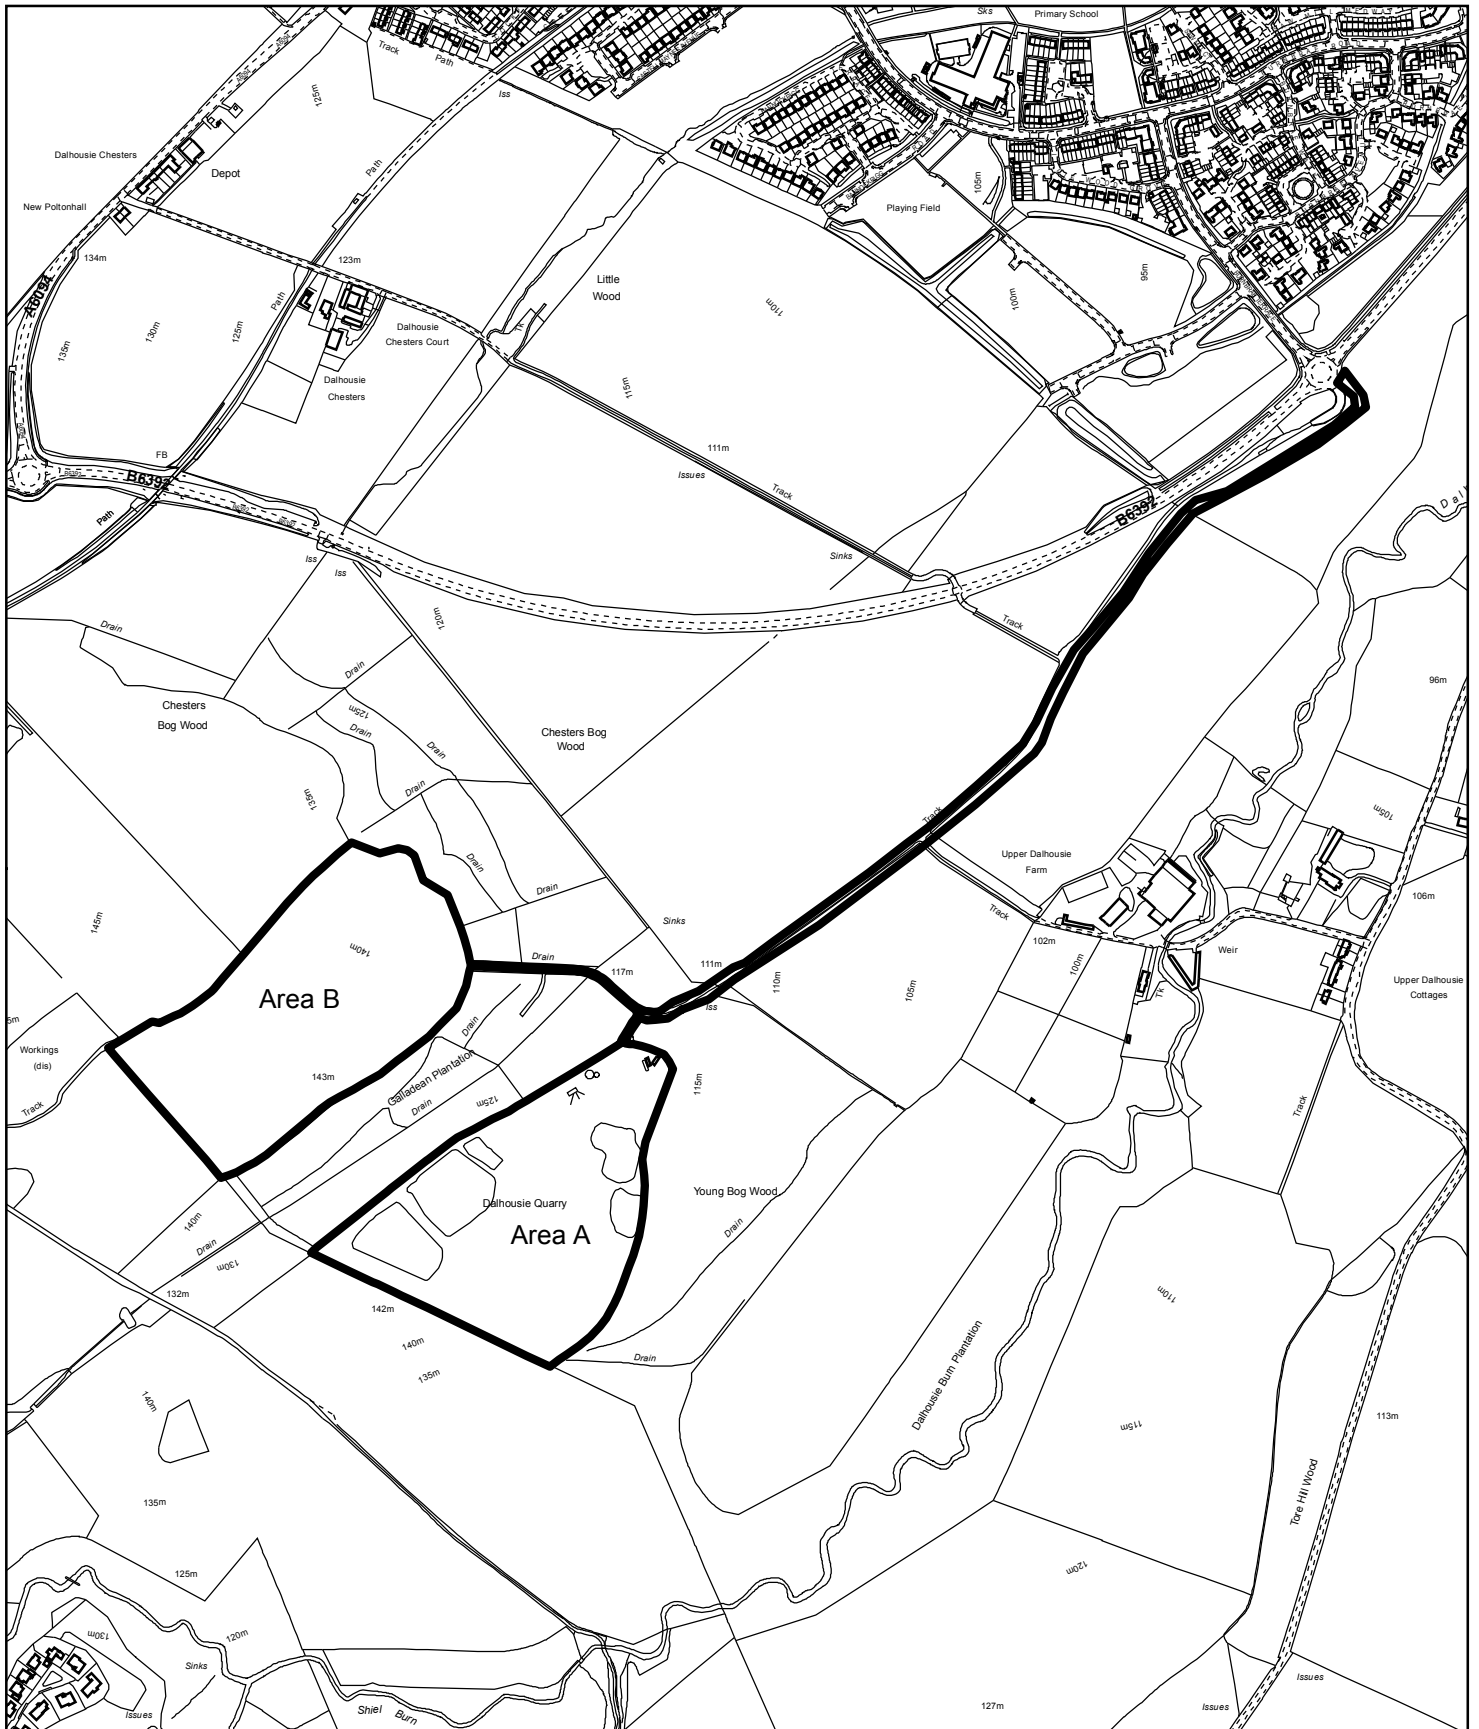 Sks
Primary School
Track
Path
Iss
125m
Dalhousie Chesters
Depot
Path
New Poltonhall
105m
Playing Field
134m
123m
95m
Little
Wood
A6094
Path
100m
110m
130m
125m
135m
Tk
Dalhousie
Chesters Court
Dalhousie
Chesters
115m
111m
FB
Issues
B6392
B6392
Track
Path
B6392
Sinks
Iss
Iss
120m
Drain
Track
Drain
96m
Chesters
Bog Wood
125m
Drain
Drain
Chesters Bog
Wood
Drain
135m
105m
Track
Drain
Upper Dalhousie
Farm
Drain
106m
145m
Sinks
Track
140m
102m
Weir
Drain
111m
117m
110m
100m
105m
Upper Dalhousie
Cottages
Area B
Iss
Tk
5m
Drain
Workings
(dis)
Galladean Plantation
143m
115m
Track
Drain
125m
Track
Young Bog Wood
Dalhousie Quarry
140m
Drain
Area A
Drain
130m
132m
110m
142m
140m
Drain
135m
Dalhousie Burn Plantation
140m
113m
115m
135m
Tore Hill Wood
125m
120m
130m
120m
Sinks
Issues
127m
Issues
Issues
Shiel Burn